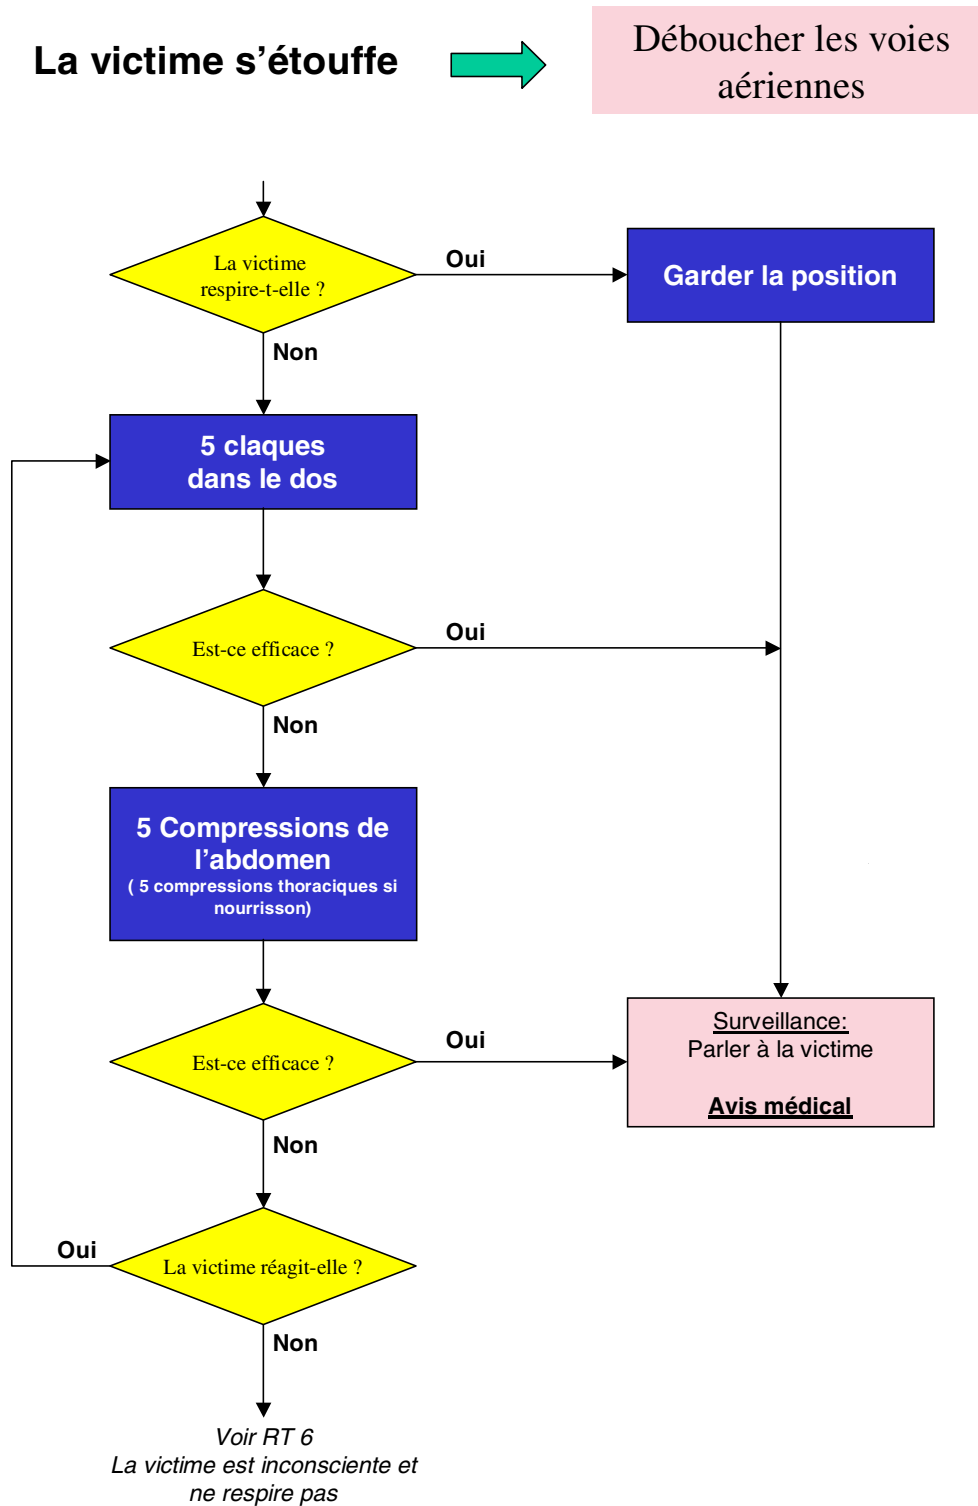 La victime s’étouffe
Déboucher les voies
aériennes
La victime
respire-t-elle ?
Oui
Garder la position
Non
5 claques
dans le dos
Est-ce efficace ?
Oui
Non
5 Compressions de
l’abdomen
( 5 compressions thoraciques si
nourrisson)
Est-ce efficace ?
Oui
Surveillance:
Parler à la victime
Avis médical
Non
Oui
La victime réagit-elle ?
Non
Voir RT 6
La victime est inconsciente et
ne respire pas